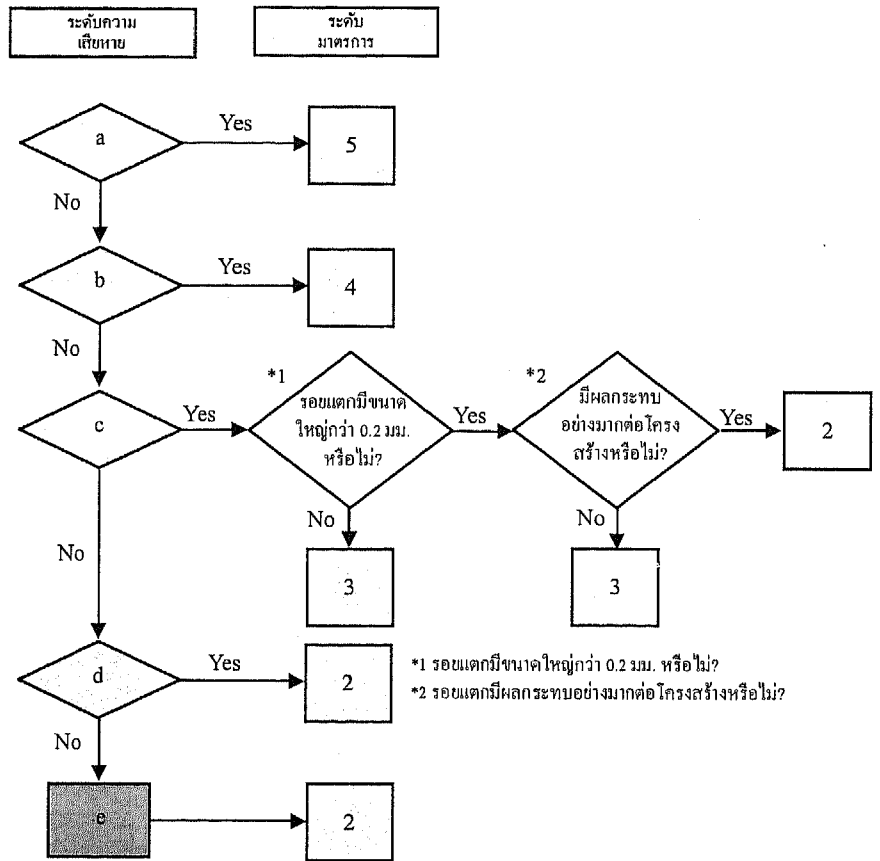 ระดับความ
เสียหาย
ระดับ
มาตรการ
a
Yes
5
No
b
Yes
4
No
c
Yes
*1
รอยแตกมีขนาด
ใหญ่กว่า 0.2 มม.
หรือไม่?
Yes
*2
มีผลกระทบ
อย่างมากต่อโครง
สร้างหรือไม่?
Yes
2
No
3
No
3
No
d
Yes
2
*1 รอยแตกมีขนาดใหญ่กว่า 0.2 มม. หรือไม่?
*2 รอยแตกมีผลกระทบอย่างมากต่อโครงสร้างหรือไม่?
No
e
2